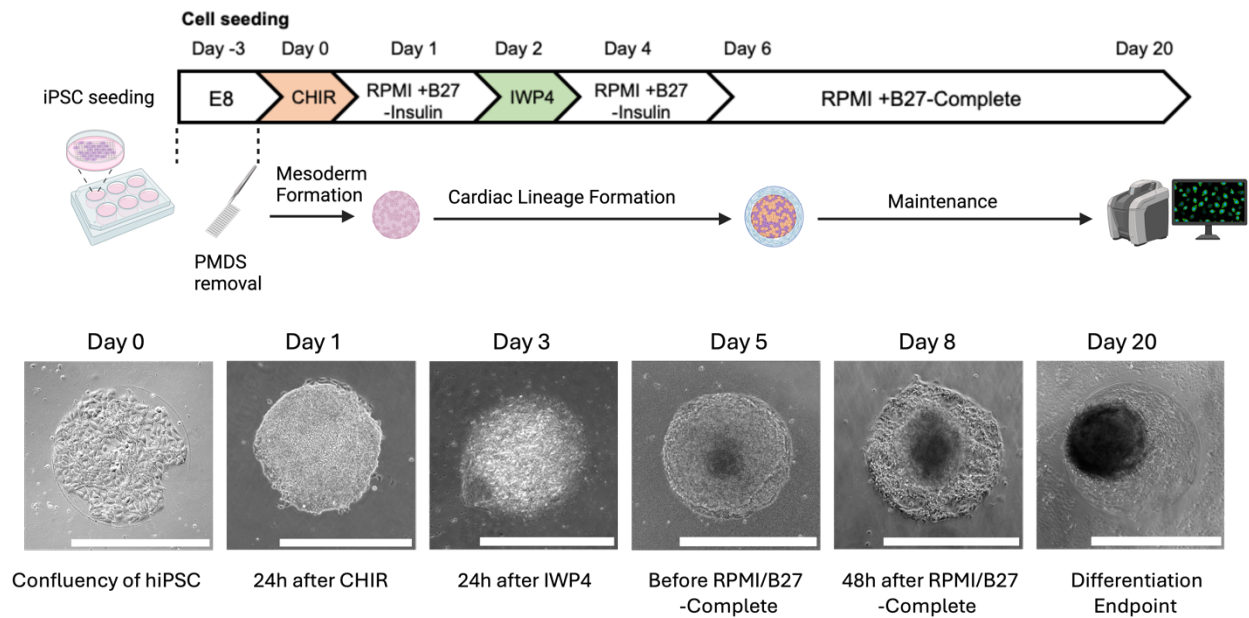 Cell seeding
Day -3
Day 0
Day 1
Day 2
Day 4
Day 6
Day 20
iPSC seeding
E8
CHIR
RPMI +B27
-Insulin
IWP4
RPMI +B27
-Insulin
RPMI +B27-Complete
PMDS
removal
Mesoderm
Formation
Cardiac Lineage Formation
Maintenance
Day 0
Day 1
Day 3
Day 5
Day 8
Day 20
Confluency of hiPSC
24h after CHIR
24h after IWP4
Before RPMI/B27
-Complete
48h after RPMI/B27
-Complete
Differentiation
Endpoint